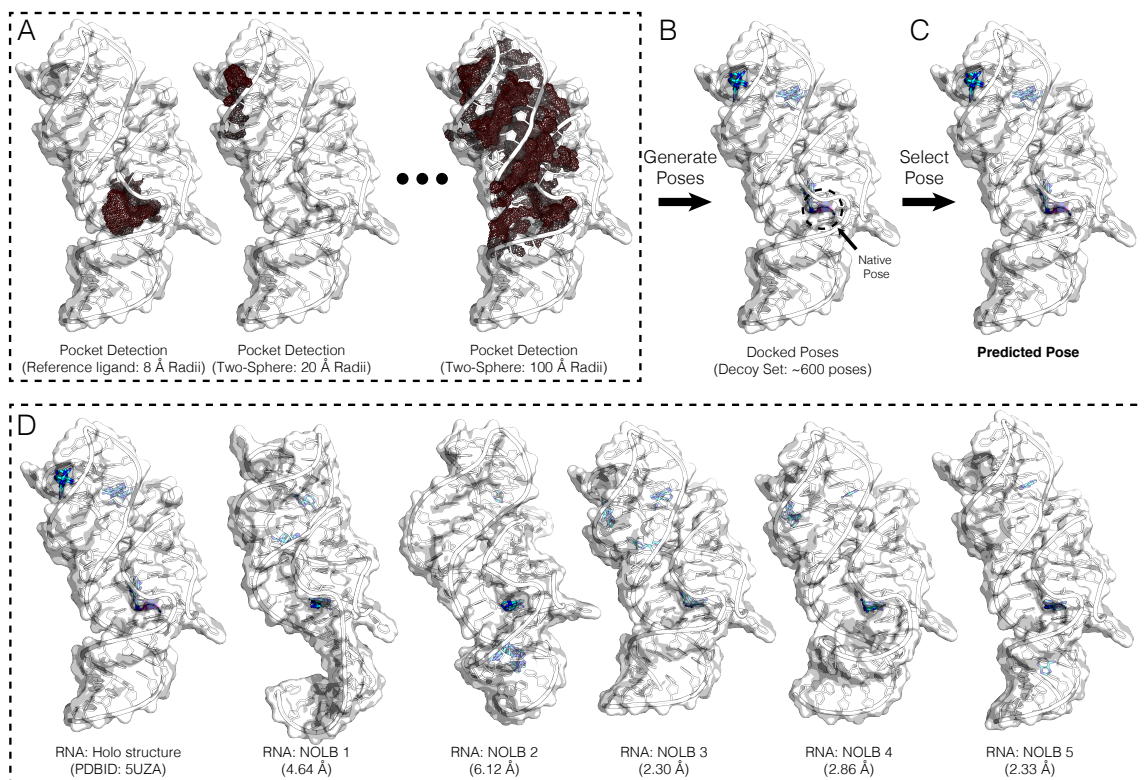 A
B
C
Generate
Poses
Select
Pose
Native
Pose
Pocket Detection
(Reference ligand: 8 Å Radii)
Pocket Detection
(Two-Sphere: 20 Å Radii)
Pocket Detection
(Two-Sphere: 100 Å Radii)
Docked Poses
(Decoy Set: ~600 poses)
Predicted Pose
D
RNA: Holo structure
(PDBID: 5UZA)
RNA: NOLB 1
(4.64 Å)
RNA: NOLB 2
(6.12 Å)
RNA: NOLB 3
(2.30 Å)
RNA: NOLB 4
(2.86 Å)
RNA: NOLB 5
(2.33 Å)